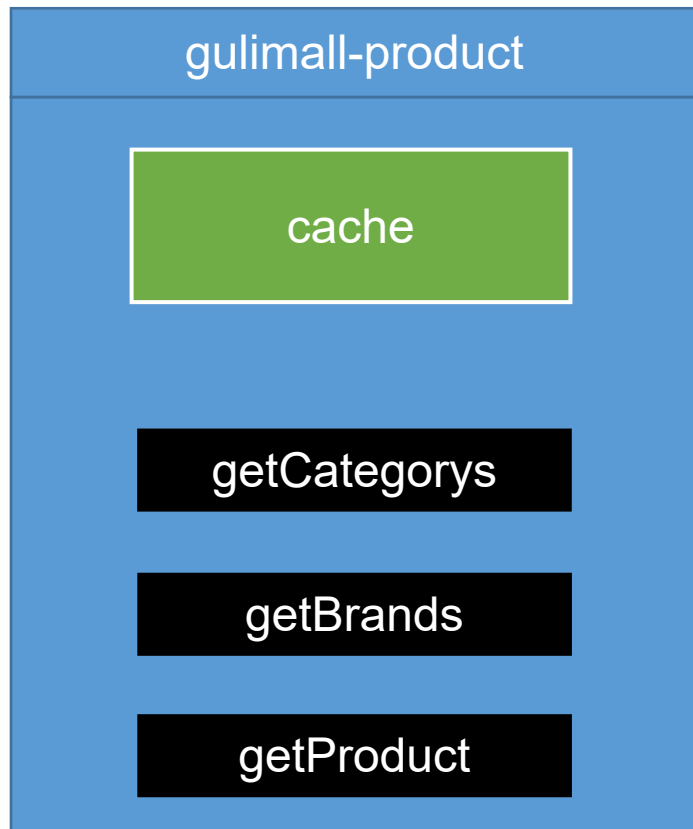 gulimall-product
cache
getCategorys
getBrands
getProduct